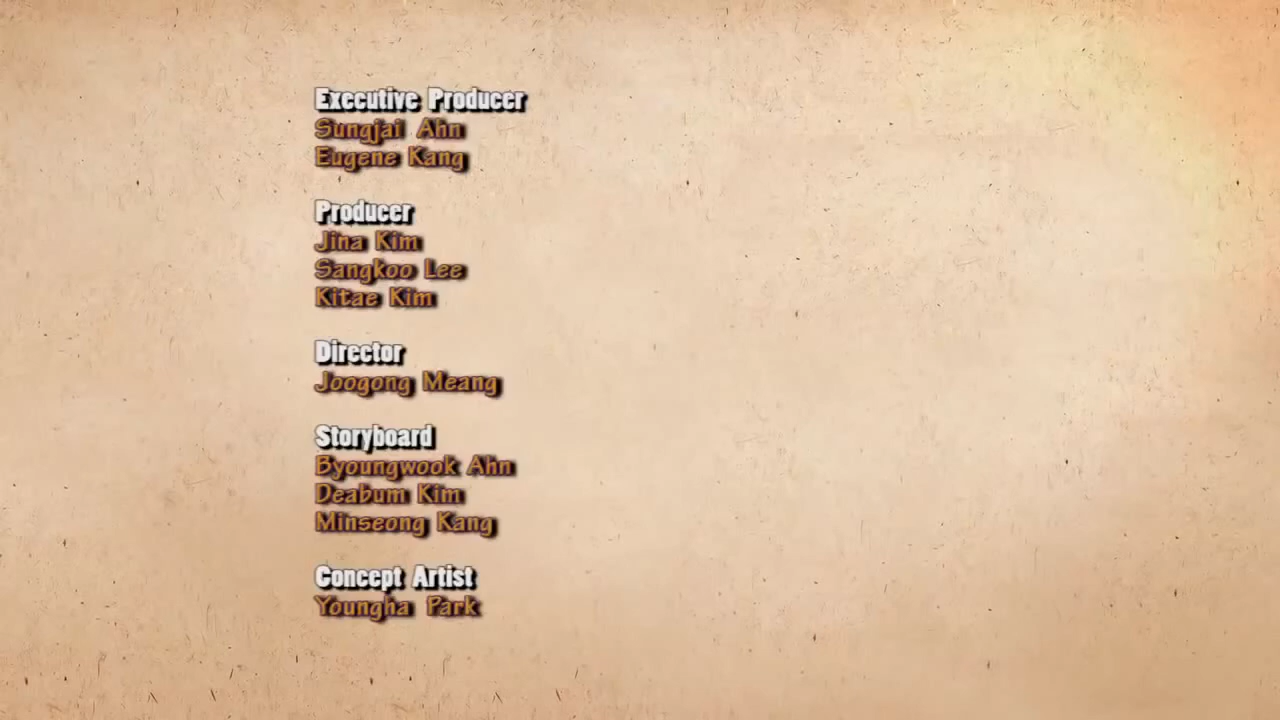 Executive Producer
Sungjai Ahn
Eugene Kang
Producer
Jina Kim
Sangkoo Lee
Kitae Kim
Director
Joogong Meang
Storyboard
Byoungwook Ahn
Deabum Kim
Minseong Kang
Concept Artist
Youngha Park